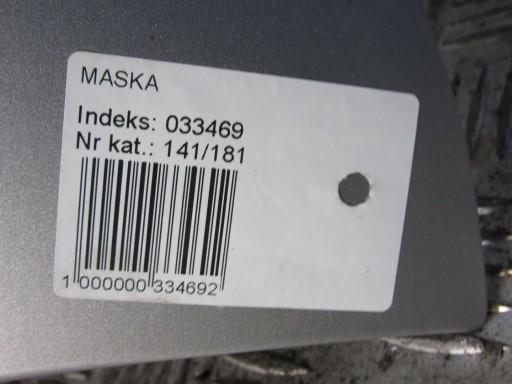 MASKA
Indeks: 033469
Nr kat.: 141/181
1 000000 334692